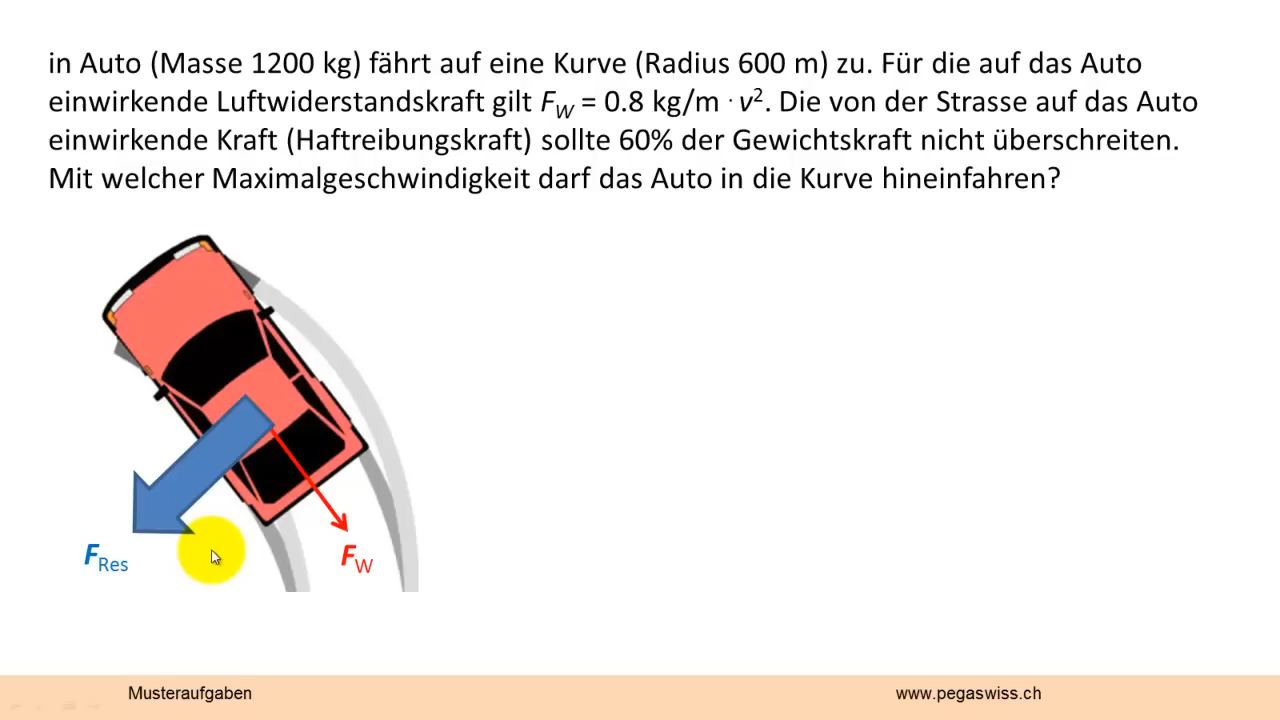 in Auto (Masse 1200 kg) fährt auf eine Kurve (Radius 600 m) zu. Für die auf das Auto
einwirkende Luftwiderstandskraft gilt F_W = 0.8 kg/m · v². Die von der Strasse auf das Auto
einwirkende Kraft (Haftreibungskraft) sollte 60% der Gewichtskraft nicht überschreiten.
Mit welcher Maximalgeschwindigkeit darf das Auto in die Kurve hineinfahren?
F_Res
F_W
Musteraufgaben
www.pegaswiss.ch